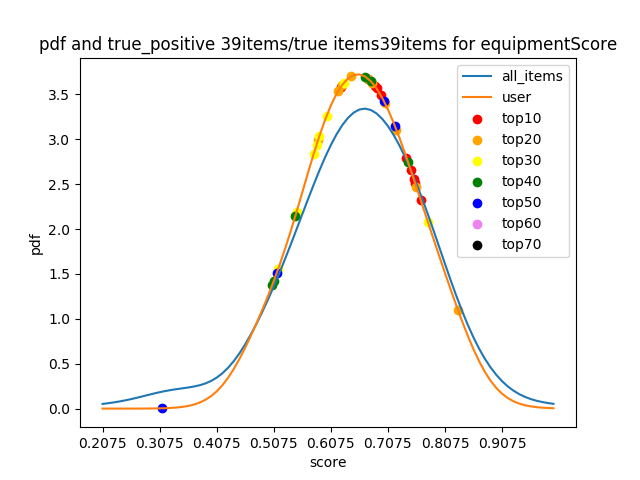 pdf and true_positive 39items/true items39items for equipmentScore
all_items
user
top10
top20
top30
top40
top50
top60
top70
3.5
3.0
2.5
2.0
1.5
1.0
0.5
0.0
pdf
0.2075 0.3075 0.4075 0.5075 0.6075 0.7075 0.8075 0.9075
score